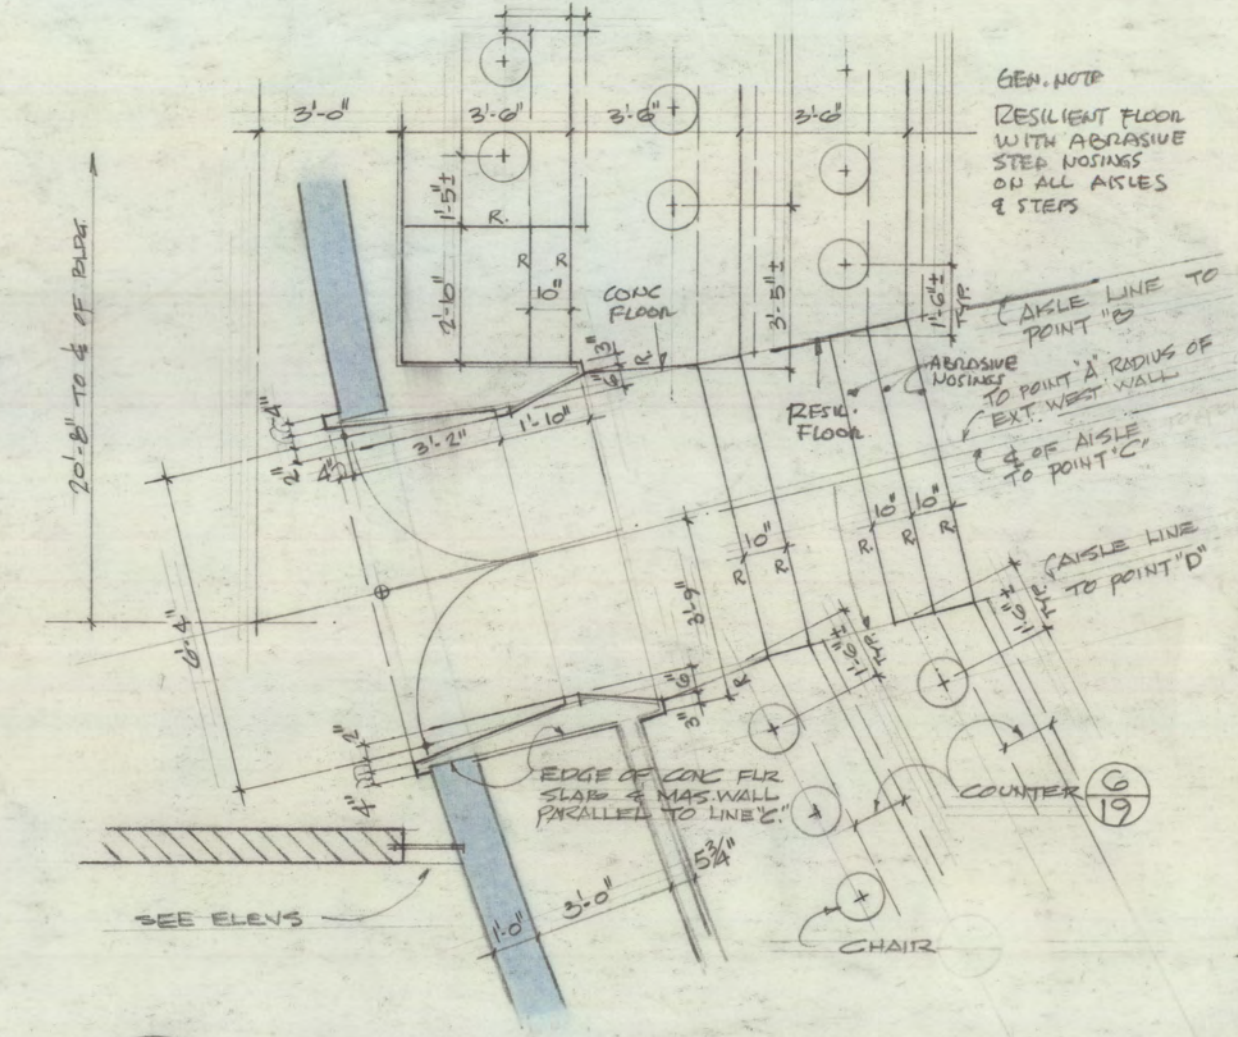 GEN. NOTE
RESILIENT FLOOR
WITH ABRASIVE
STEP NOSINGS
ON ALL AISLES
& STEPS
3'-0"
3'-6"
3'-6"
3'-6"
1'-5"±
R.
R
R
10"
2'-10"
CONC
FLOOR
3'-5"±
1'-6"±
TYP.
AISLE LINE TO
POINT "B"
20'-8" TO ℄ OF BLDG.
3"
6"
R.
ABRASIVE
NOSINGS
TO POINT "A" RADIUS OF
EXT. WEST WALL
RESIL.
FLOOR
4"
2"
4"
3'-2"
1'-10"
℄ OF AISLE
TO POINT "C"
10"
10"
10"
R
R
R.
R
R.
AISLE LINE
TO POINT "D"
6'-4"
3'-9"
1'-6"±
TYP.
1'-6"±
TYP.
6"
3"
R
2"
4"
EDGE OF CONC FLR
SLAB & MAS. WALL
PARALLEL TO LINE "C."
COUNTER
6
19
5¾"
3'-0"
1'-0"
SEE ELEVS
CHAIR